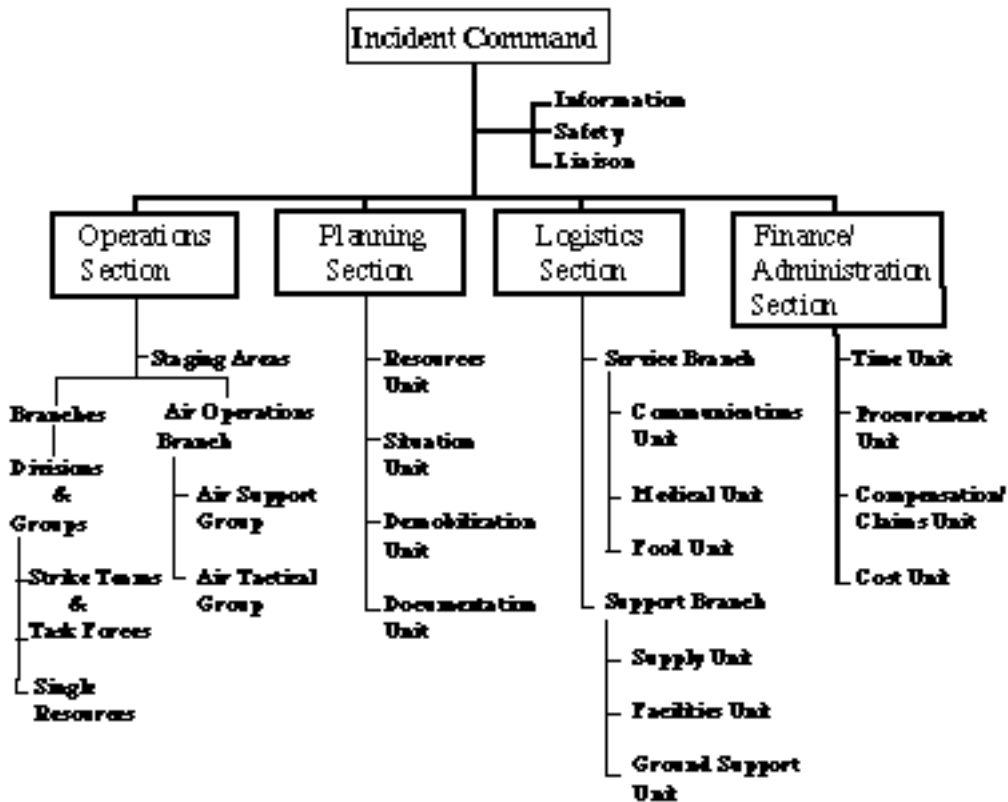 Incident Command
Information
Safety
Liaison
Operations
Section
Planning
Section
Logistics
Section
Finance/
Administration
Section
Staging Areas
Branches
Divisions
&
Groups
Strike Teams
&
Task Forces
Single
Resources
Air Operations
Branch
Air Support
Group
Air Tactical
Group
Resources
Unit
Situation
Unit
Demobilization
Unit
Documentation
Unit
Service Branch
Communications
Unit
Medical Unit
Food Unit
Support Branch
Supply Unit
Facilities Unit
Ground Support
Unit
Time Unit
Procurement
Unit
Compensation/
Claims Unit
Cost Unit